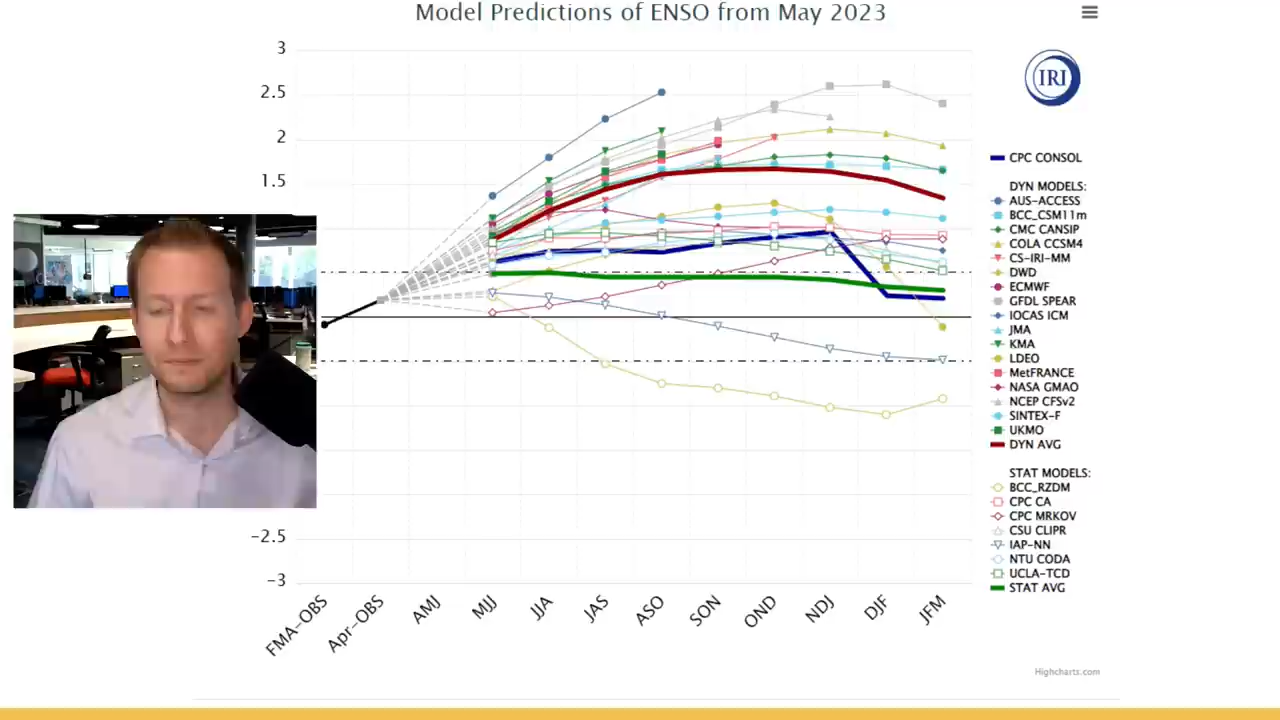 Model Predictions of ENSO from May 2023
3
2.5
2
1.5
-2.5
-3
FMA-OBS
Apr-OBS
AMJ
MJJ
JJA
JAS
ASO
SON
OND
NDJ
DJF
JFM
IRI
CPC CONSOL
DYN MODELS:
AUS-ACCESS
BCC_CSM11m
CMC CANSIP
COLA CCSM4
CS-IRI-MM
DWD
ECMWF
GFDL SPEAR
IOCAS ICM
JMA
KMA
LDEO
MetFRANCE
NASA GMAO
NCEP CFSv2
SINTEX-F
UKMO
DYN AVG
STAT MODELS:
BCC_RZDM
CPC CA
CPC MRKOV
CSU CLIPR
IAP-NN
NTU CODA
UCLA-TCD
STAT AVG
Highcharts.com